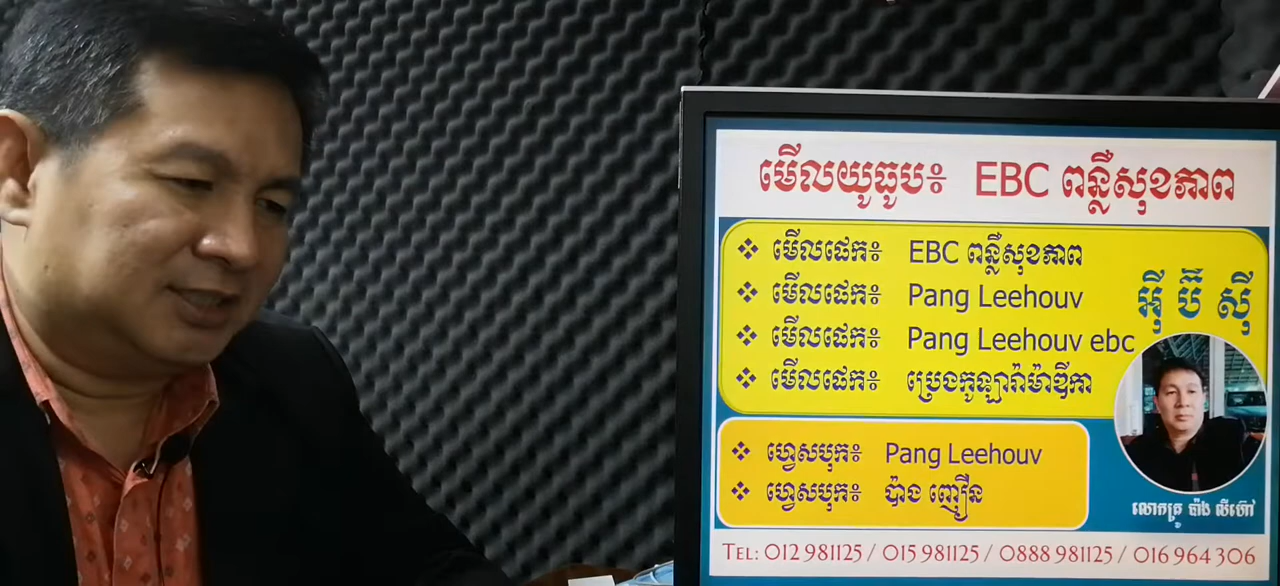 មើលយូធូប៖ EBC ពន្លឺសុខភាព
❖ មើលផេក៖ EBC ពន្លឺសុខភាព
❖ មើលផេក៖ Pang Leehouv
❖ មើលផេក៖ Pang Leehouv ebc
❖ មើលផេក៖ ប្រេងកូឡារ៉ាម៉ាឌីកា
អ៊ី ប៊ី ស៊ី
❖ ហ្វេសបុក៖ Pang Leehouv
❖ ហ្វេសបុក៖ ប៉ាង ញឿន
លោកគ្រូ ប៉ាង លីហ៊ៅ
TEL: 012 981125 / 015 981125 / 0888 981125 / 016 964 306